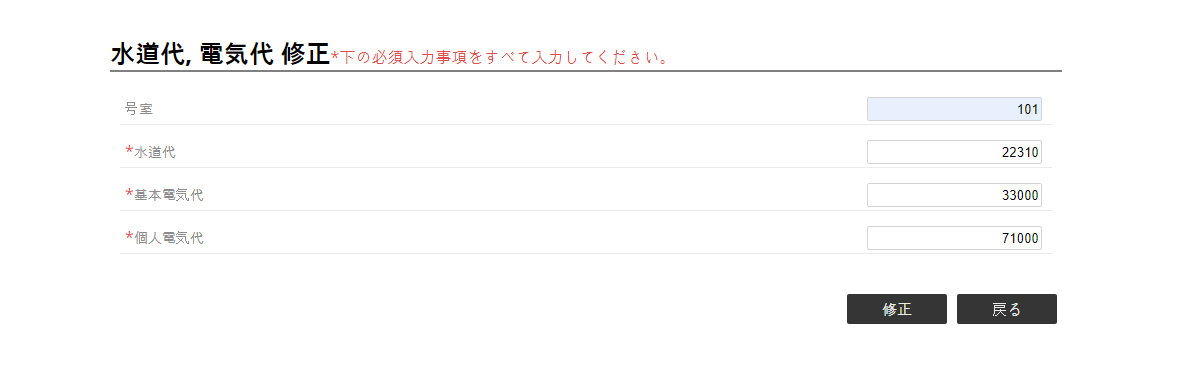 水道代, 電気代 修正*下の必須入力事項をすべて入力してください。
号室 101
*水道代 22310
*基本電気代 33000
*個人電気代 71000
修正 戻る